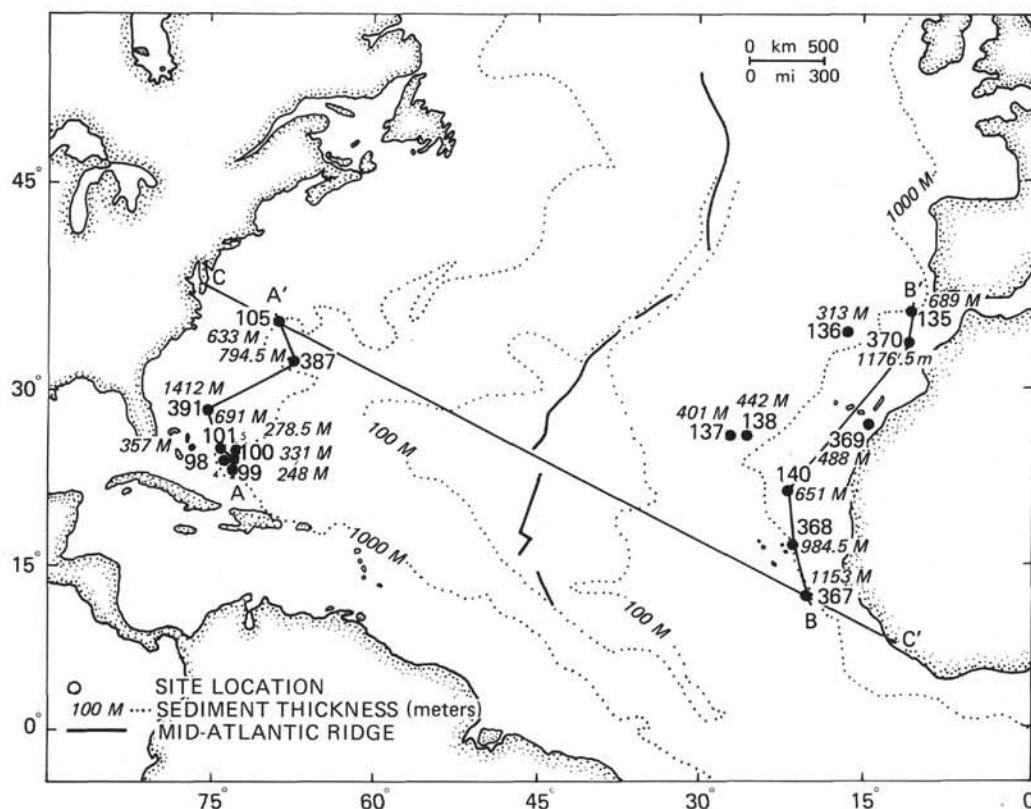 0 km 500
0 mi 300
45°
1000 M
C
A'
B'
689 M
105
313 M
135
136
370
633 M
794.5 M
387
1176.5 m
30°
1412 M
391
691 M
278.5 M
401 M
442 M
101
5
137
138
369
357 M
98
100
331 M
100 M
488 M
99
248 M
140
A
651 M
368
984.5 M
15°
1000 M
1153 M
367
B
100 M
C'
SITE LOCATION
100 M SEDIMENT THICKNESS (meters)
MID-ATLANTIC RIDGE
0°
75° 60° 45° 30 15° 0